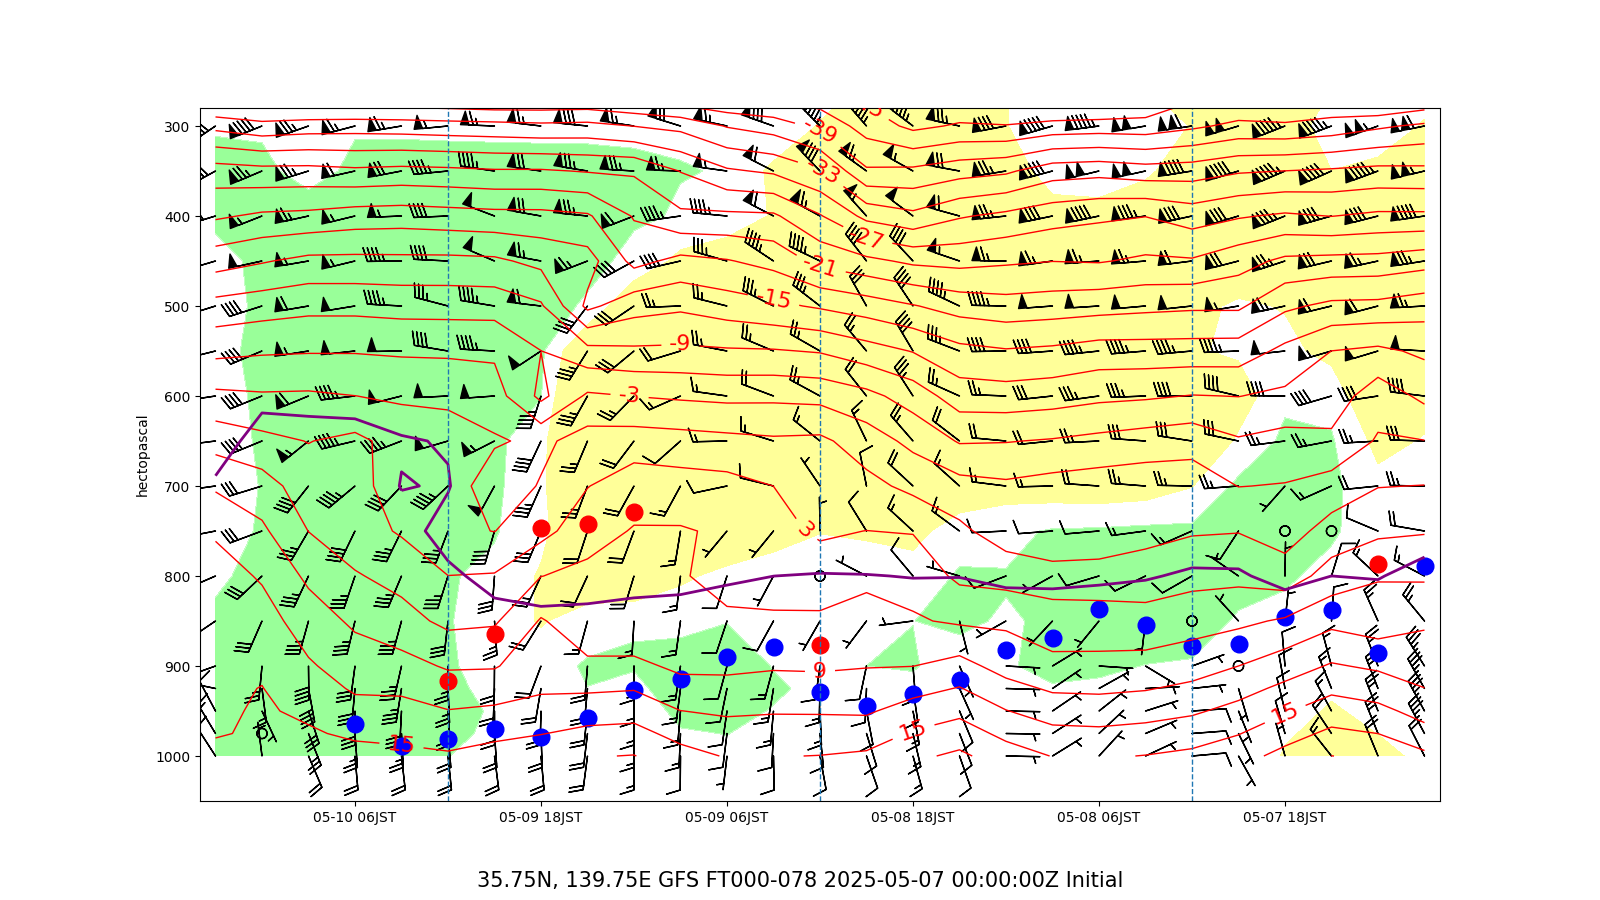 300
400
500
600
700
800
900
1000
hectopascal
-39
-33
-27
-21
-15
-9
-3
3
9
15
15
15
05-10 06JST
05-09 18JST
05-09 06JST
05-08 18JST
05-08 06JST
05-07 18JST
35.75N, 139.75E GFS FT000-078 2025-05-07 00:00:00Z Initial